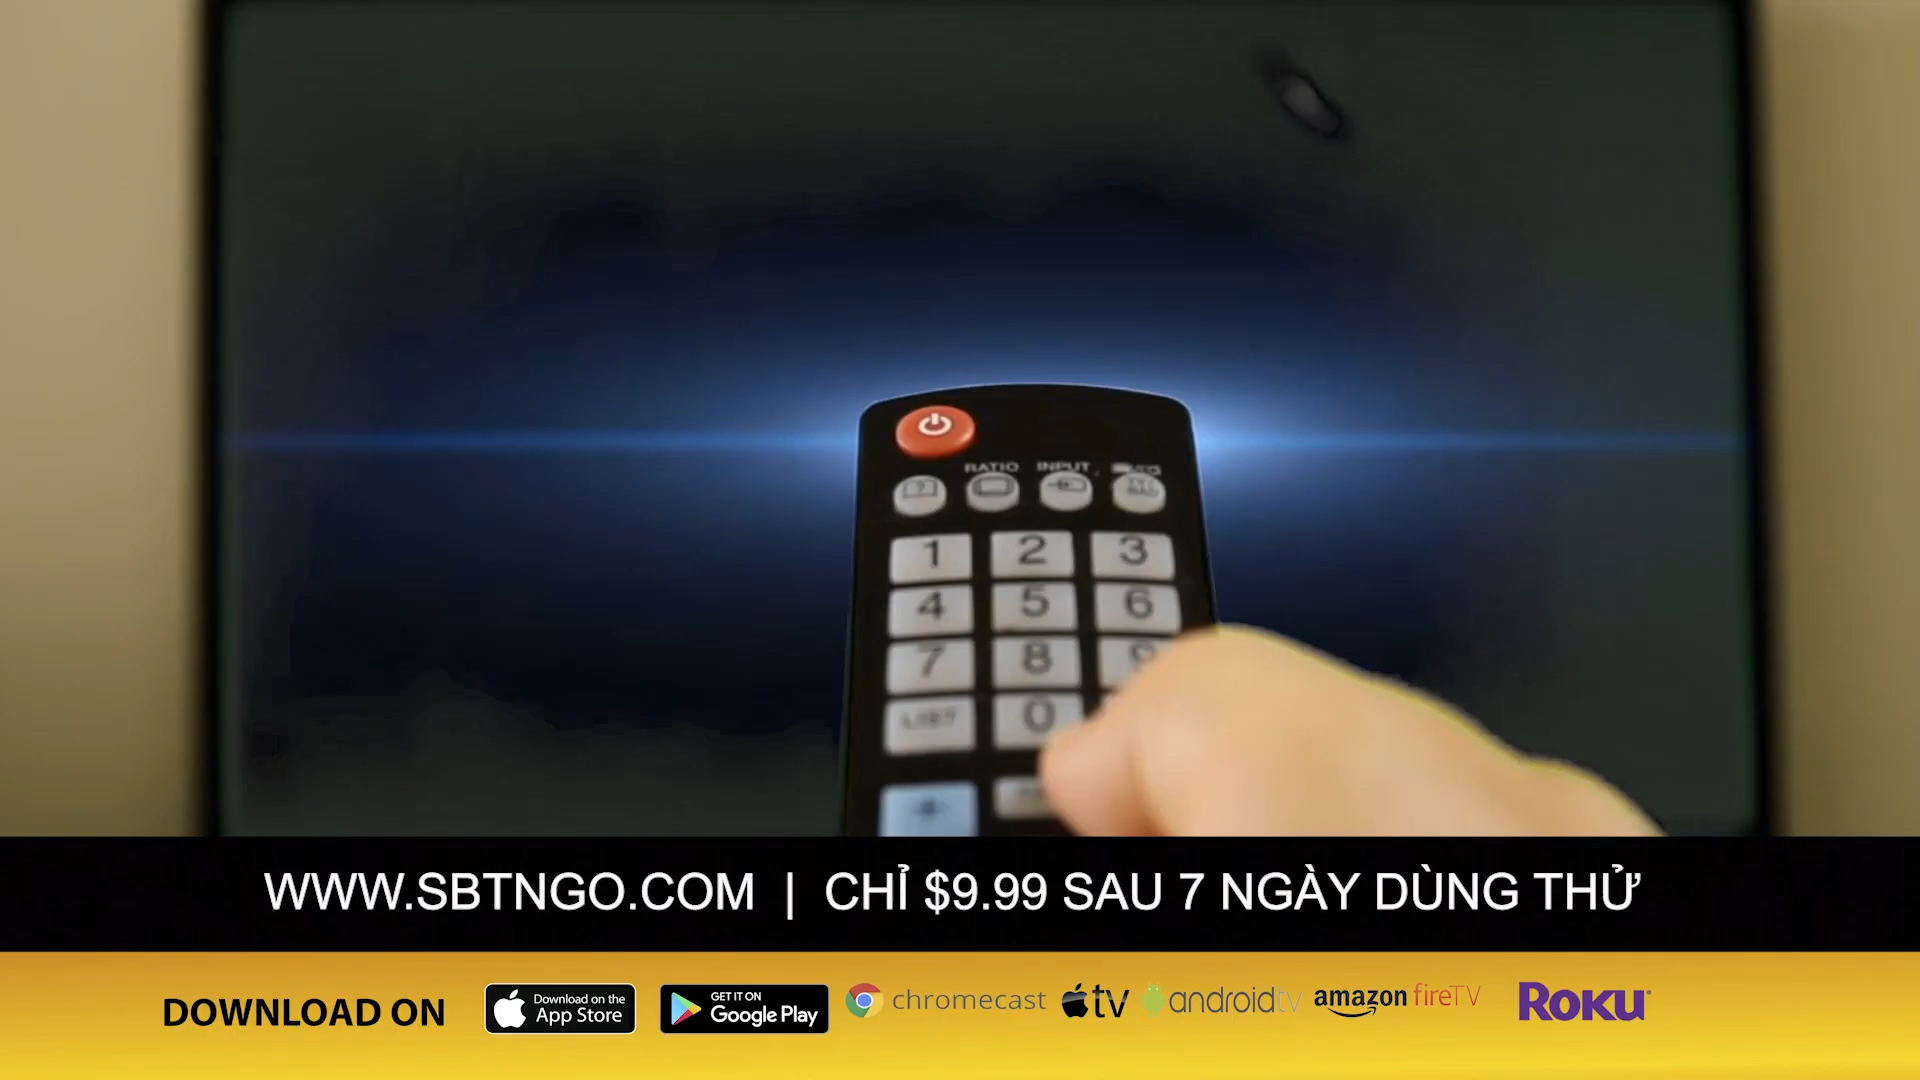 RATIO INPUT
1 2 3
4 5 6
7 8 9
LIST 0
WWW.SBTNGO.COM | CHỈ $9.99 SAU 7 NGÀY DÙNG THỬ
DOWNLOAD ON
Download on the
App Store
GET IT ON
Google Play
chromecast
tv
androidtv
amazon fireTV
ROKU